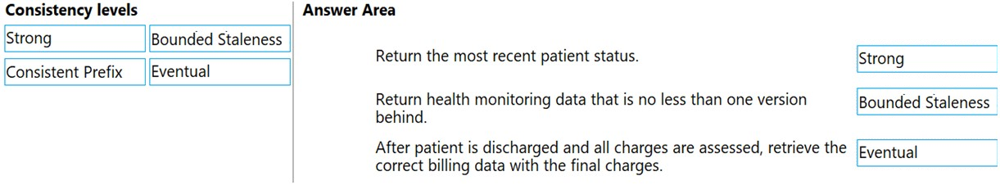 Consistency levels
Strong
Bounded Staleness
Consistent Prefix
Eventual
Answer Area
Return the most recent patient status.
Strong
Return health monitoring data that is no less than one version
behind.
Bounded Staleness
After patient is discharged and all charges are assessed, retrieve the
correct billing data with the final charges.
Eventual